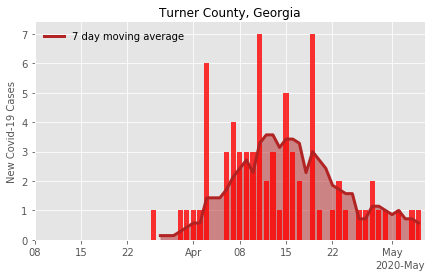 Turner County, Georgia
7 day moving average
New Covid-19 Cases
7
6
5
4
3
2
1
0
08 15 22 Apr 08 15 22 May
2020-May